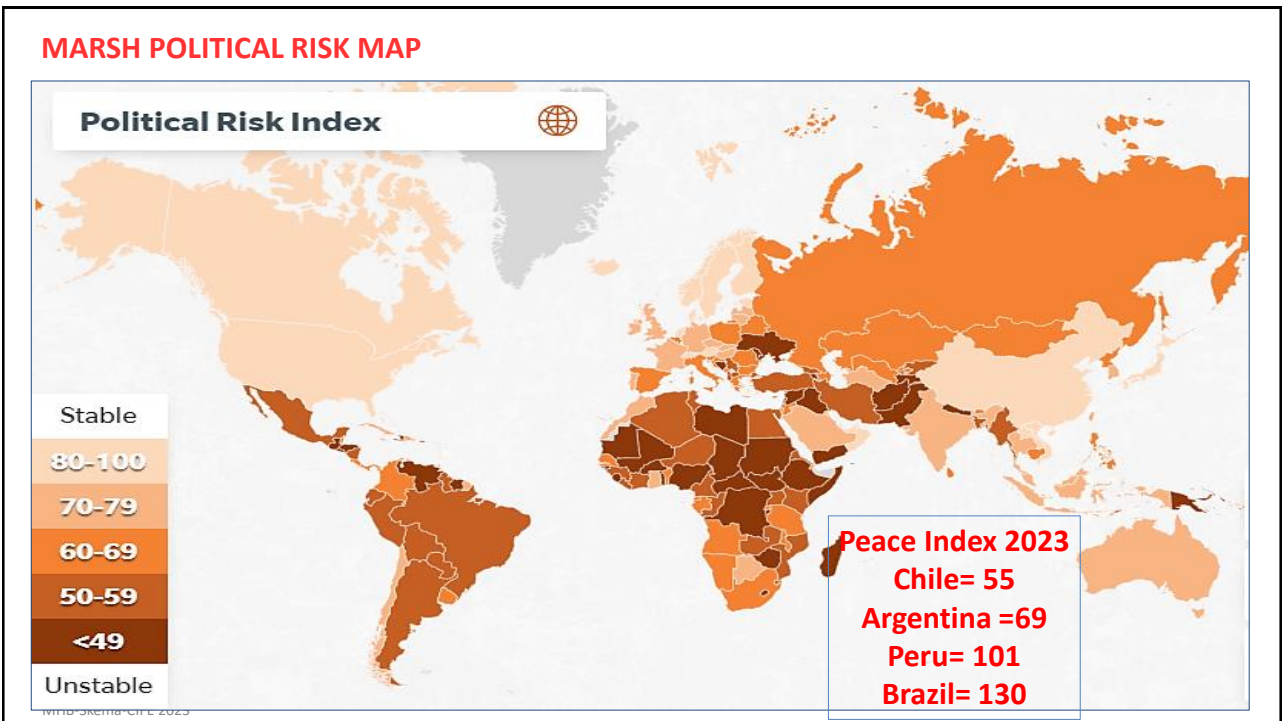 MARSH POLITICAL RISK MAP
Political Risk Index
Stable
80-100
70-79
60-69
50-59
<49
Unstable
Peace Index 2023
Chile= 55
Argentina =69
Peru= 101
Brazil= 130